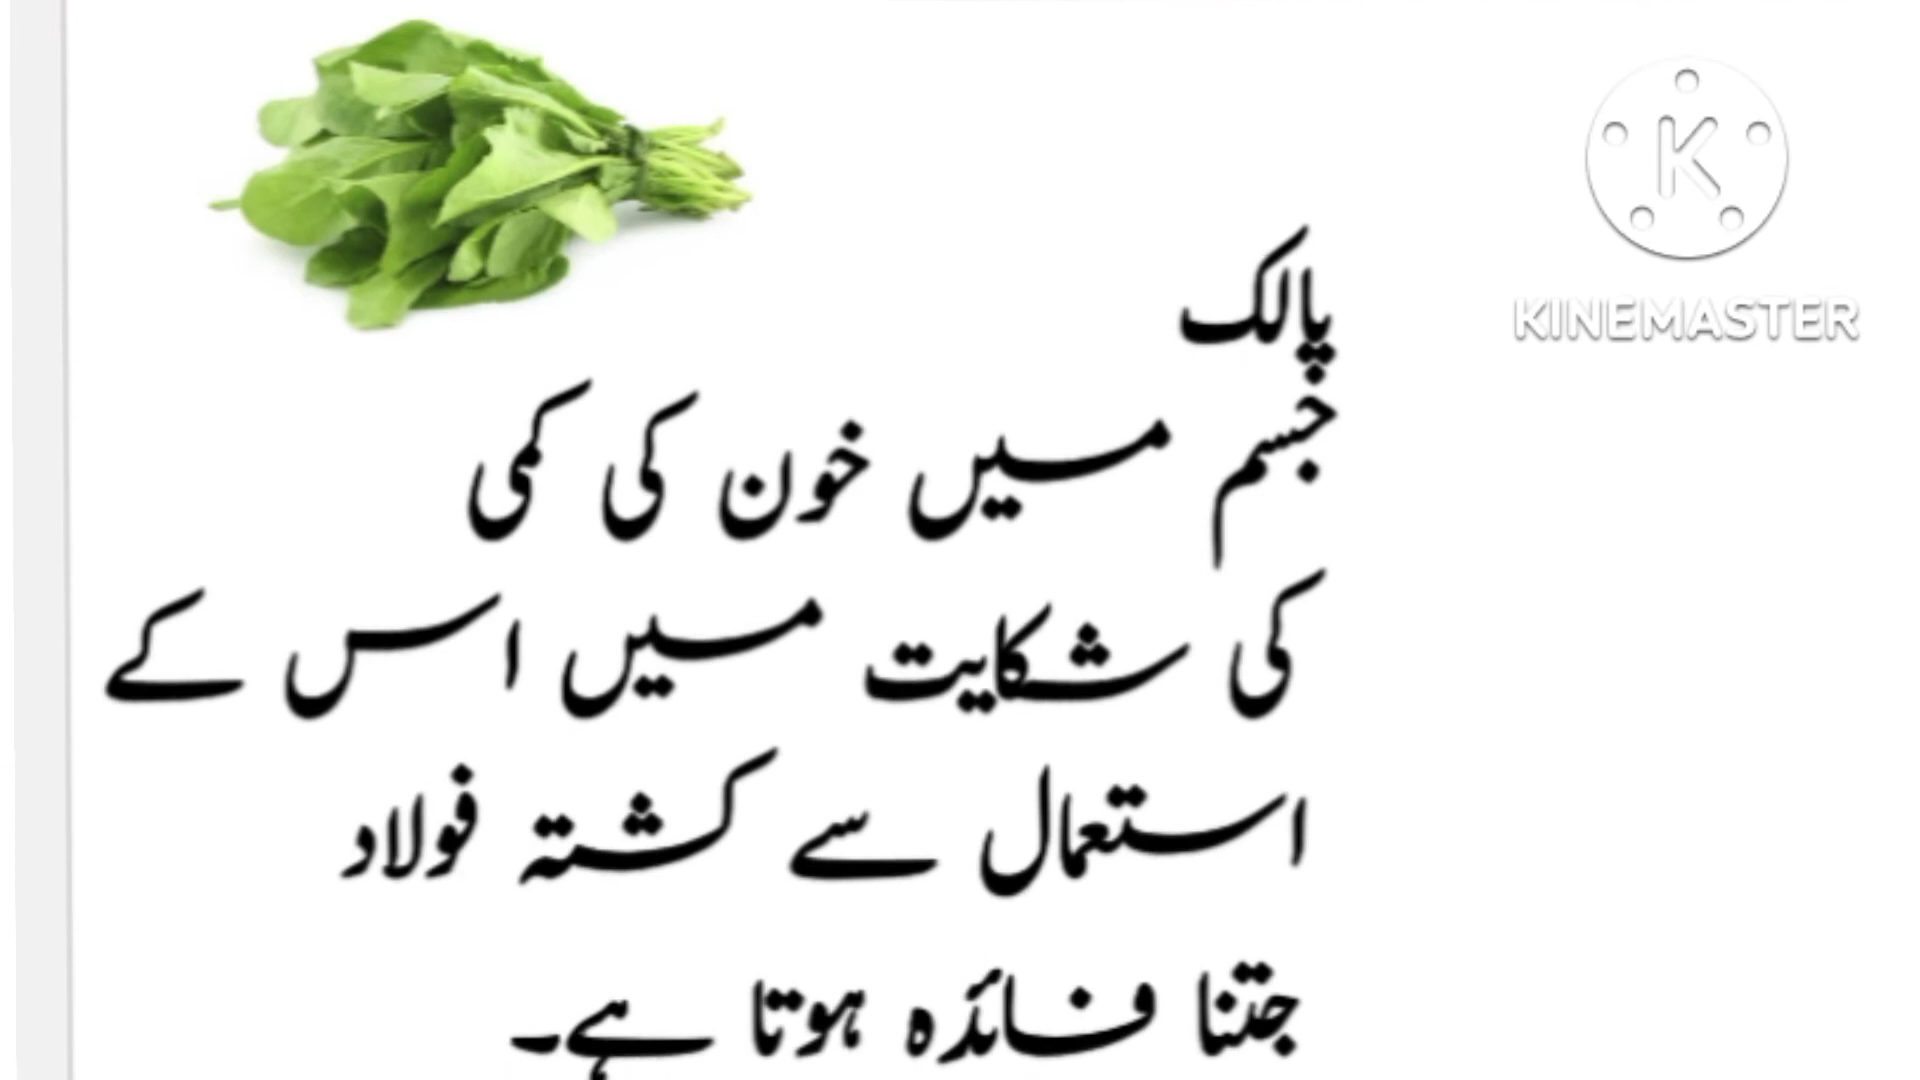 KINEMASTER
پالک
جسم میں خون کی کمی
کی شکایت میں اس کے
استعمال سے کشتہ فولاد
جتنا فائدہ ہوتا ہے۔